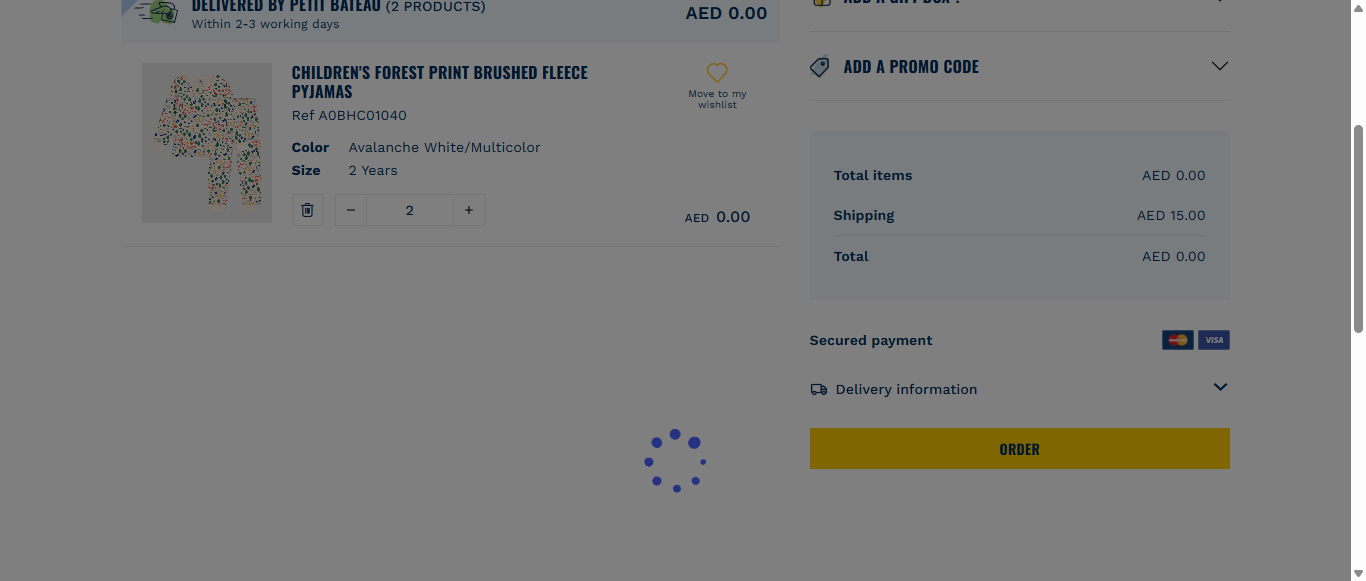 DELIVERED BY PETIT BATEAU (2 PRODUCTS)
Within 2-3 working days
AED 0.00
CHILDREN'S FOREST PRINT BRUSHED FLEECE
PYJAMAS
Ref A0BHC01040
Color Avalanche White/Multicolor
Size 2 Years
− 2 +
AED 0.00
Move to my
wishlist
ADD A GIFT BOX ?
ADD A PROMO CODE
Total items AED 0.00
Shipping AED 15.00
Total AED 0.00
Secured payment
VISA
Delivery information
ORDER